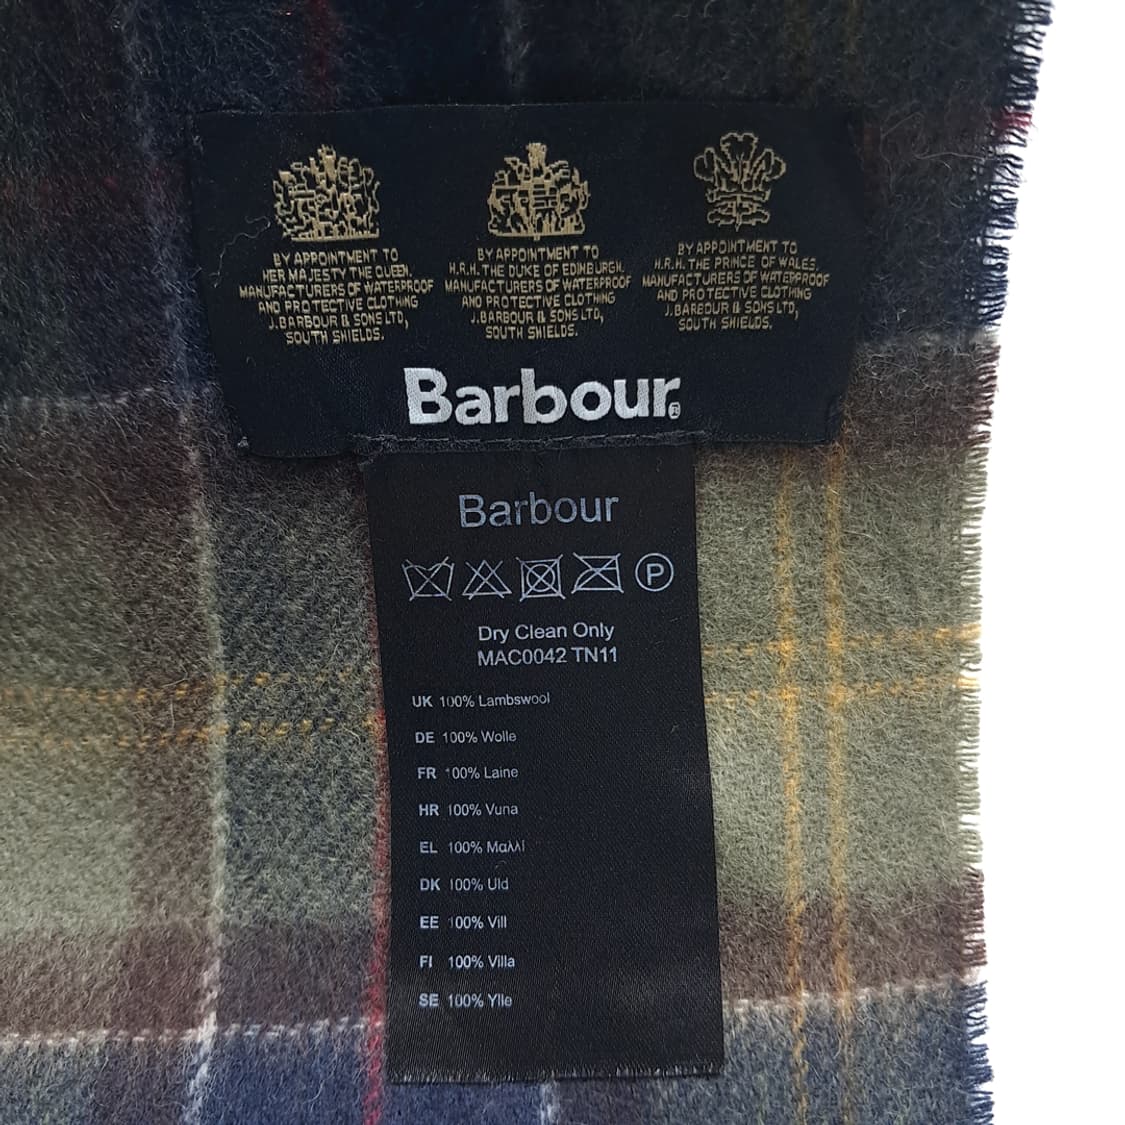 BY APPOINTMENT TO
HER MAJESTY THE QUEEN.
MANUFACTURERS OF WATERPROOF
AND PROTECTIVE CLOTHING
J.BARBOUR & SONS LTD,
SOUTH SHIELDS.
BY APPOINTMENT TO
H.R.H. THE DUKE OF EDINBURGH.
MANUFACTURERS OF WATERPROOF
AND PROTECTIVE CLOTHING
J.BARBOUR & SONS LTD,
SOUTH SHIELDS.
BY APPOINTMENT TO
H.R.H. THE PRINCE OF WALES.
MANUFACTURERS OF WATERPROOF
AND PROTECTIVE CLOTHING
J.BARBOUR & SONS LTD,
SOUTH SHIELDS.
Barbour®
Barbour
P
Dry Clean Only
MAC0042 TN11
UK 100% Lambswool
DE 100% Wolle
FR 100% Laine
HR 100% Vuna
EL 100% Μαλλί
DK 100% Uld
EE 100% Vill
FI 100% Villa
SE 100% Ylle